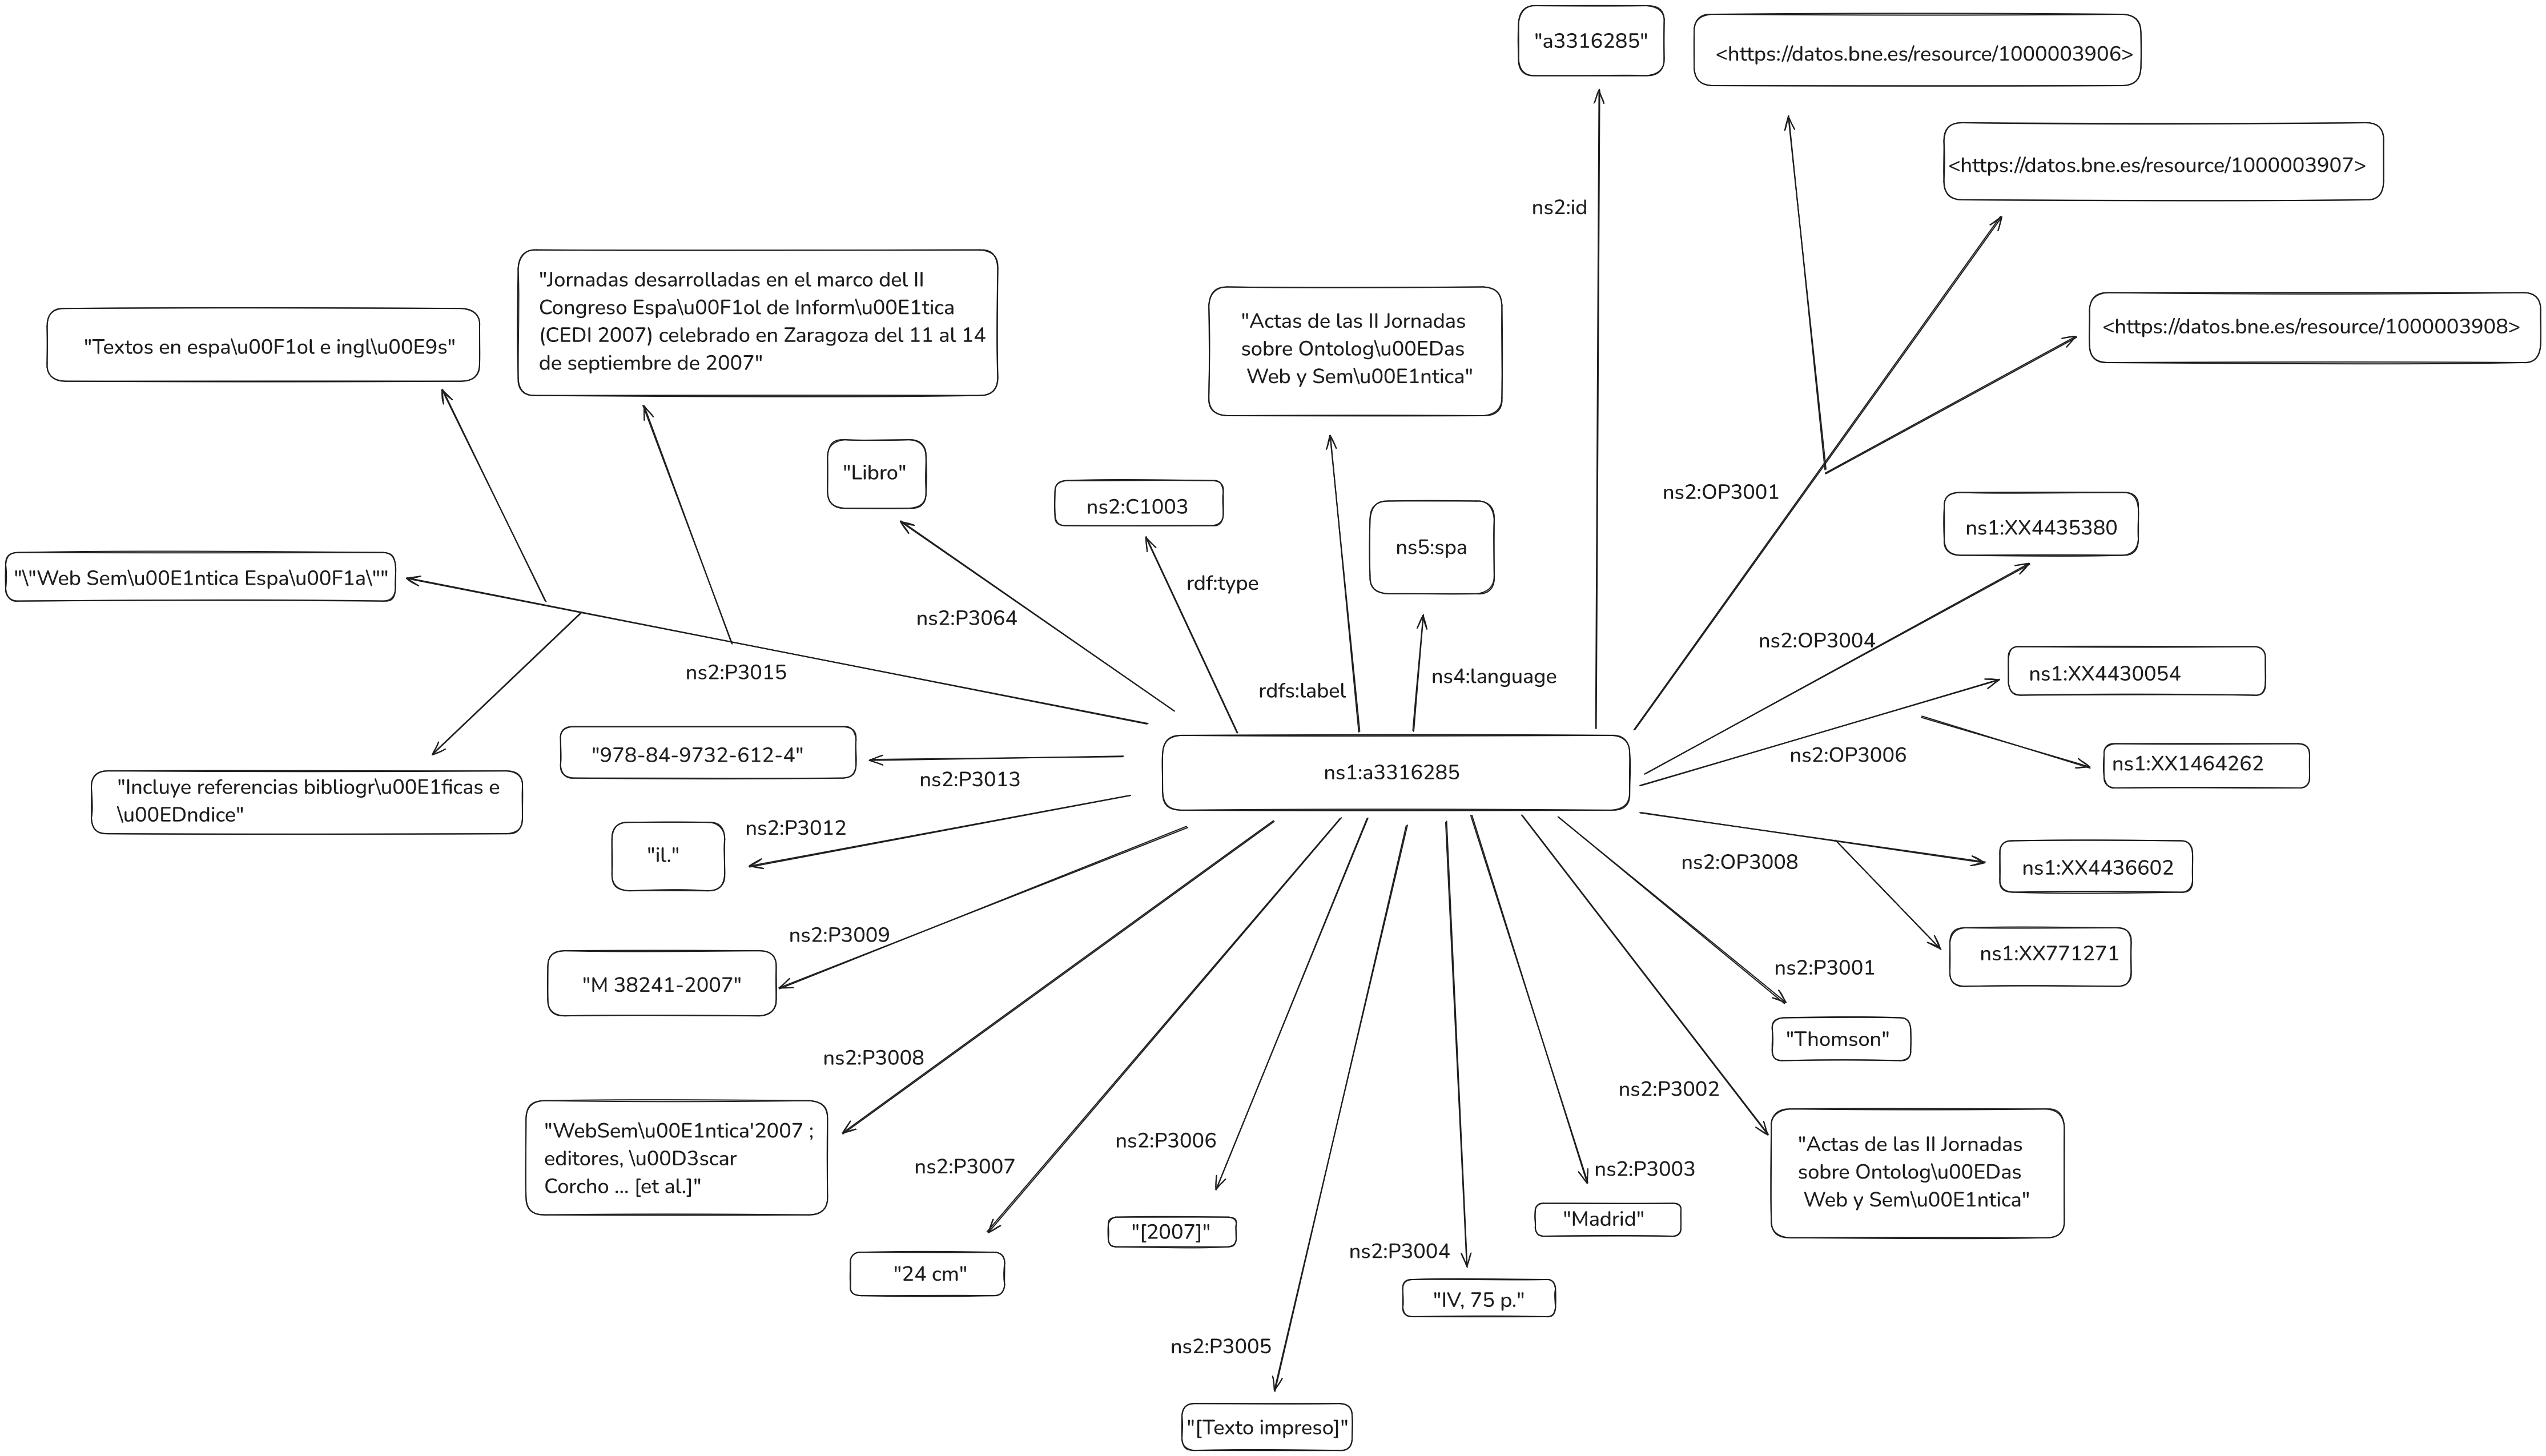 "a3316285"
<https://datos.bne.es/resource/1000003906>
<https://datos.bne.es/resource/1000003907>
ns2:id
"Jornadas desarrolladas en el marco del II
Congreso Espa\u00F1ol de Inform\u00E1tica
(CEDI 2007) celebrado en Zaragoza del 11 al 14
de septiembre de 2007"
"Textos en espa\u00F1ol e ingl\u00E9s"
"Actas de las II Jornadas
sobre Ontolog\u00EDas
Web y Sem\u00E1ntica"
<https://datos.bne.es/resource/1000003908>
"Libro"
ns2:C1003
ns5:spa
ns2:OP3001
ns1:XX4435380
"\"Web Sem\u00E1ntica Espa\u00F1a\""
rdf:type
ns2:P3064
ns2:OP3004
ns2:P3015
rdfs:label
ns4:language
ns1:XX4430054
"978-84-9732-612-4"
ns2:P3013
ns1:a3316285
ns2:OP3006
ns1:XX1464262
"Incluye referencias bibliogr\u00E1ficas e
\u00EDndice"
ns2:P3012
"il."
ns2:OP3008
ns1:XX4436602
ns2:P3009
ns1:XX771271
"M 38241-2007"
ns2:P3001
"Thomson"
ns2:P3008
ns2:P3002
"WebSem\u00E1ntica'2007 ;
editores, \u00D3scar
Corcho ... [et al.]"
ns2:P3007
ns2:P3006
ns2:P3003
"Actas de las II Jornadas
sobre Ontolog\u00EDas
Web y Sem\u00E1ntica"
"[2007]"
"Madrid"
"24 cm"
ns2:P3004
"IV, 75 p."
ns2:P3005
"[Texto impreso]"